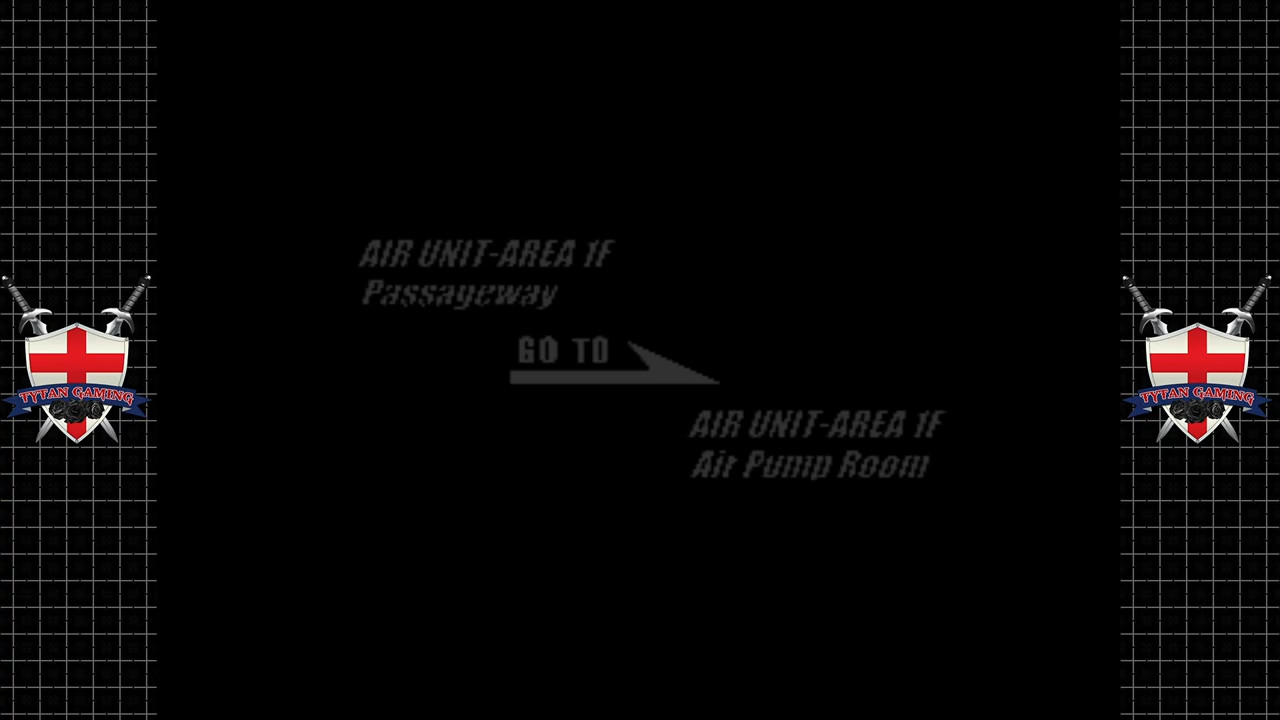 AIR UNIT-AREA 1F
Passageway
GO TO
AIR UNIT-AREA 1F
Air Pump Room
TYTAN GAMING
TYTAN GAMING